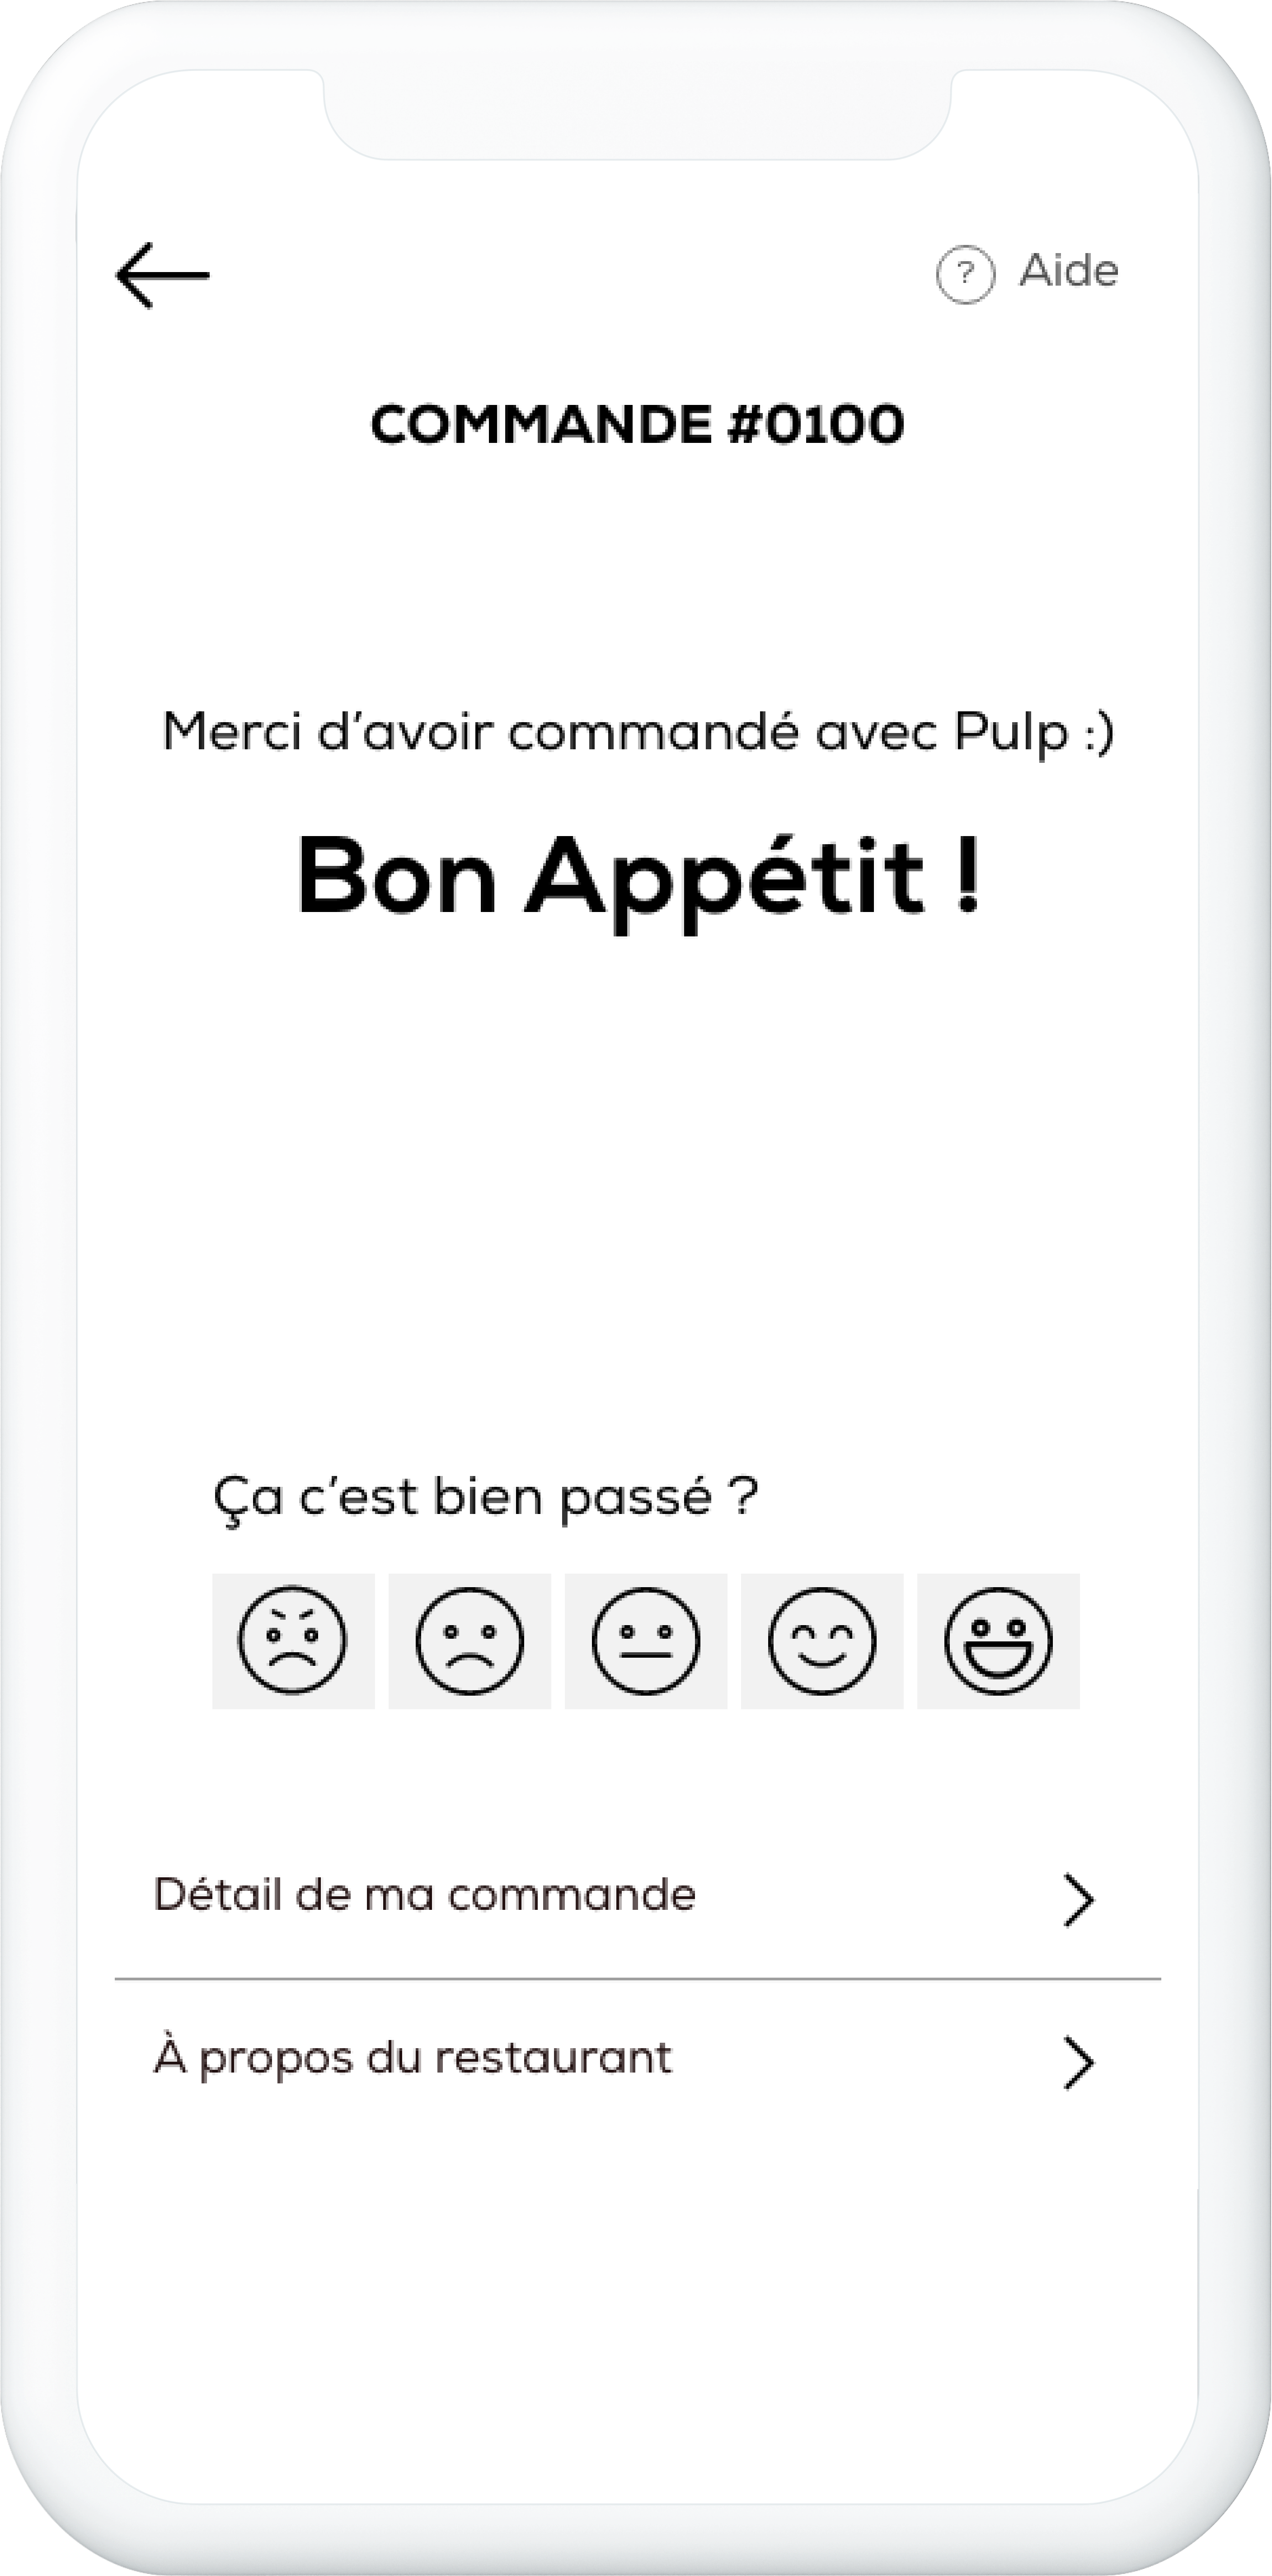 ? Aide
COMMANDE #0100
Merci d’avoir commandé avec Pulp :)
Bon Appétit !
Ça c’est bien passé ?
Détail de ma commande
À propos du restaurant